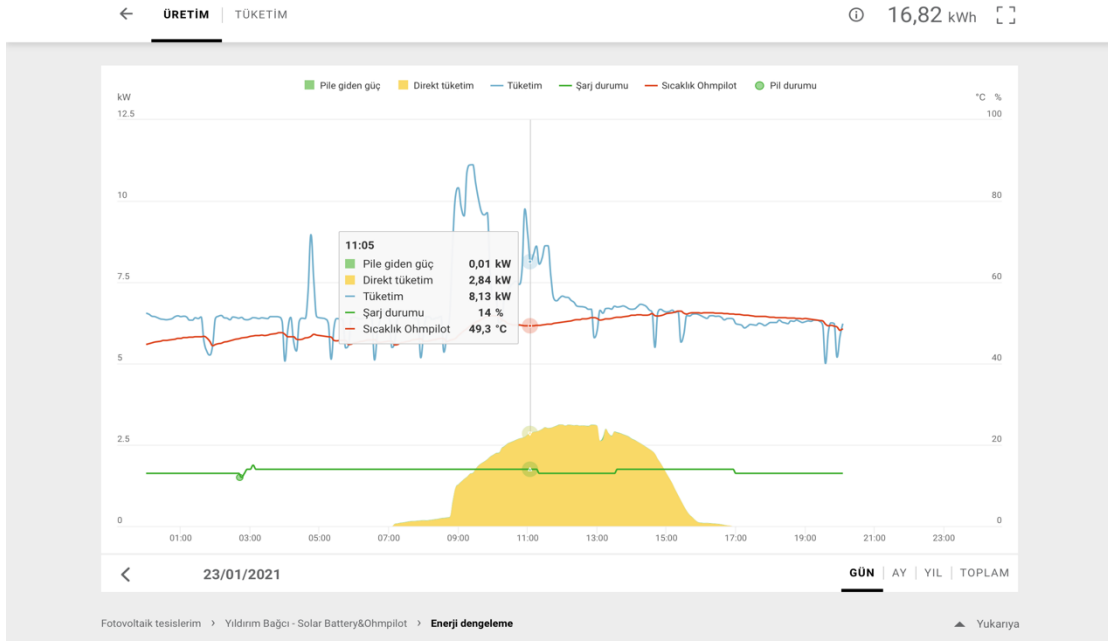 ÜRETİM TÜKETİM 16,82 kWh
Pile giden güç Direkt tüketim Tüketim Şarj durumu Sıcaklık Ohmpilot Pil durumu
kW °C %
12.5 100
10 80
11:05
Pile giden güç 0,01 kW
Direkt tüketim 2,84 kW
Tüketim 8,13 kW
Şarj durumu 14 %
Sıcaklık Ohmpilot 49,3 °C
7.5 60
5 40
2.5 20
0 0
01:00 03:00 05:00 07:00 09:00 11:00 13:00 15:00 17:00 19:00 21:00 23:00
23/01/2021 GÜN AY YIL TOPLAM
Fotovoltaik tesislerim > Yıldırım Bağcı - Solar Battery&Ohmpilot > Enerji dengeleme Yukarıya